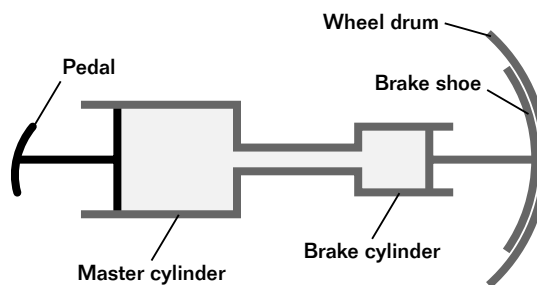 Wheel drum
Pedal
Brake shoe
Brake cylinder
Master cylinder